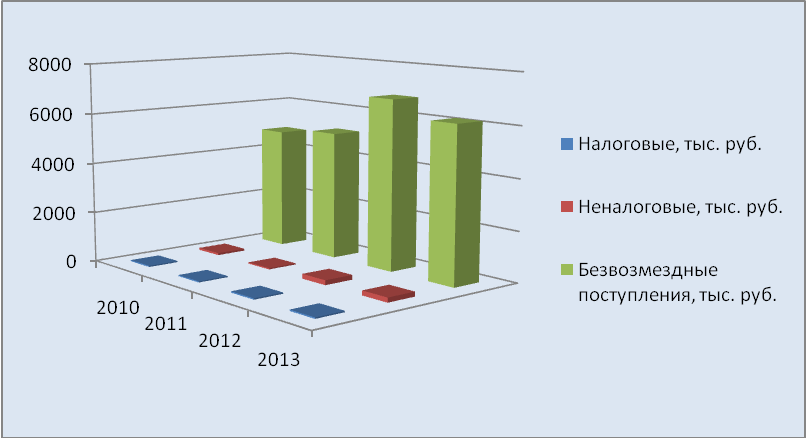 8000
6000
4000
2000
0
2010
2011
2012
2013
Налоговые, тыс. руб.
Неналоговые, тыс. руб.
Безвозмездные
поступления, тыс. руб.